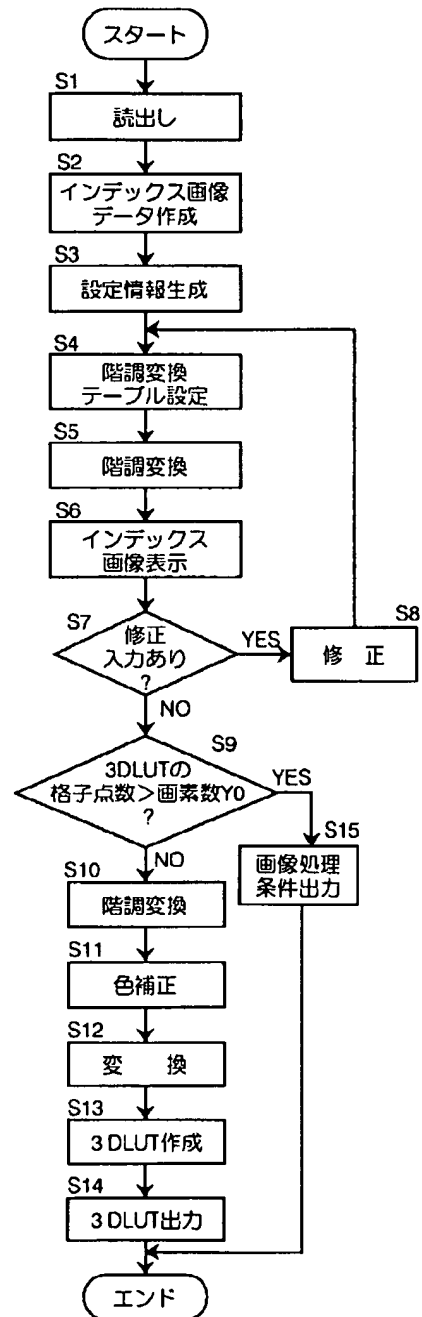 スタート
S1
読出し
S2
インデックス画像
データ作成
S3
設定情報生成
S4
階調変換
テーブル設定
S5
階調変換
S6
インデックス
画像表示
S7
修正
入力あり
?
YES
S8
修 正
NO
S9
3DLUTの
格子点数>画素数Y0
?
YES
S15
画像処理
条件出力
NO
S10
階調変換
S11
色補正
S12
変 換
S13
3DLUT作成
S14
3DLUT出力
エンド